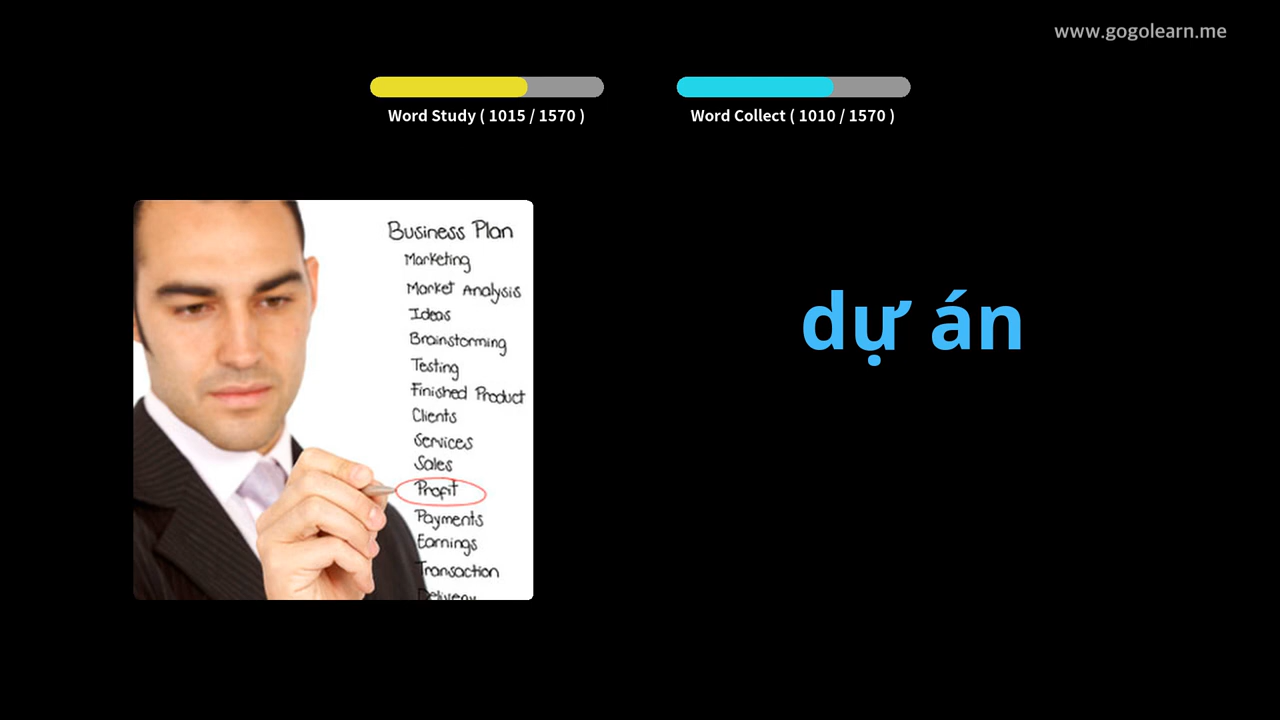 www.gogolearn.me
Word Study ( 1015 / 1570 )
Word Collect ( 1010 / 1570 )
Business Plan
Marketing
Market Analysis
Ideas
Brainstorming
Testing
Finished Product
Clients
Services
Sales
Profit
Payments
Earnings
Transaction
Delivery
dự án